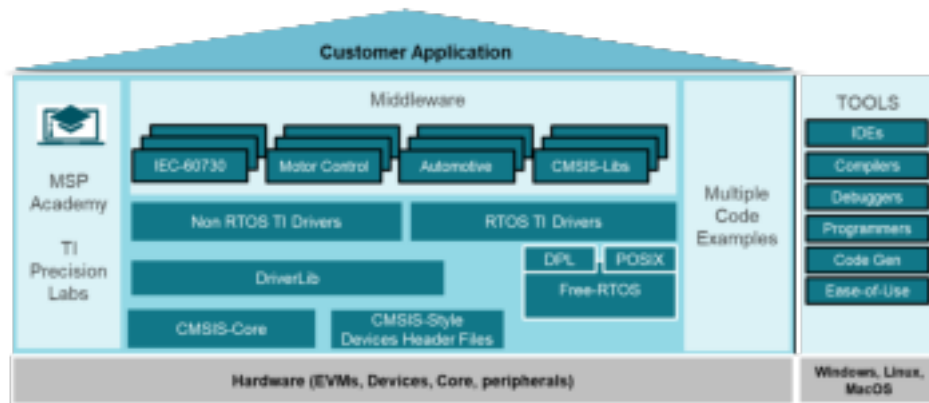 Customer Application
MSP
Academy
TI
Precision
Labs
Middleware
IEC-60730
Motor Control
Automotive
CMSIS-Libs
Non RTOS TI Drivers
RTOS TI Drivers
DriverLib
DPL
POSIX
Free-RTOS
CMSIS-Core
CMSIS-Style
Devices Header Files
Multiple
Code
Examples
TOOLS
IDEs
Compilers
Debuggers
Programmers
Code Gen
Ease-of-Use
Hardware (EVMs, Devices, Core, peripherals)
Windows, Linux,
MacOS